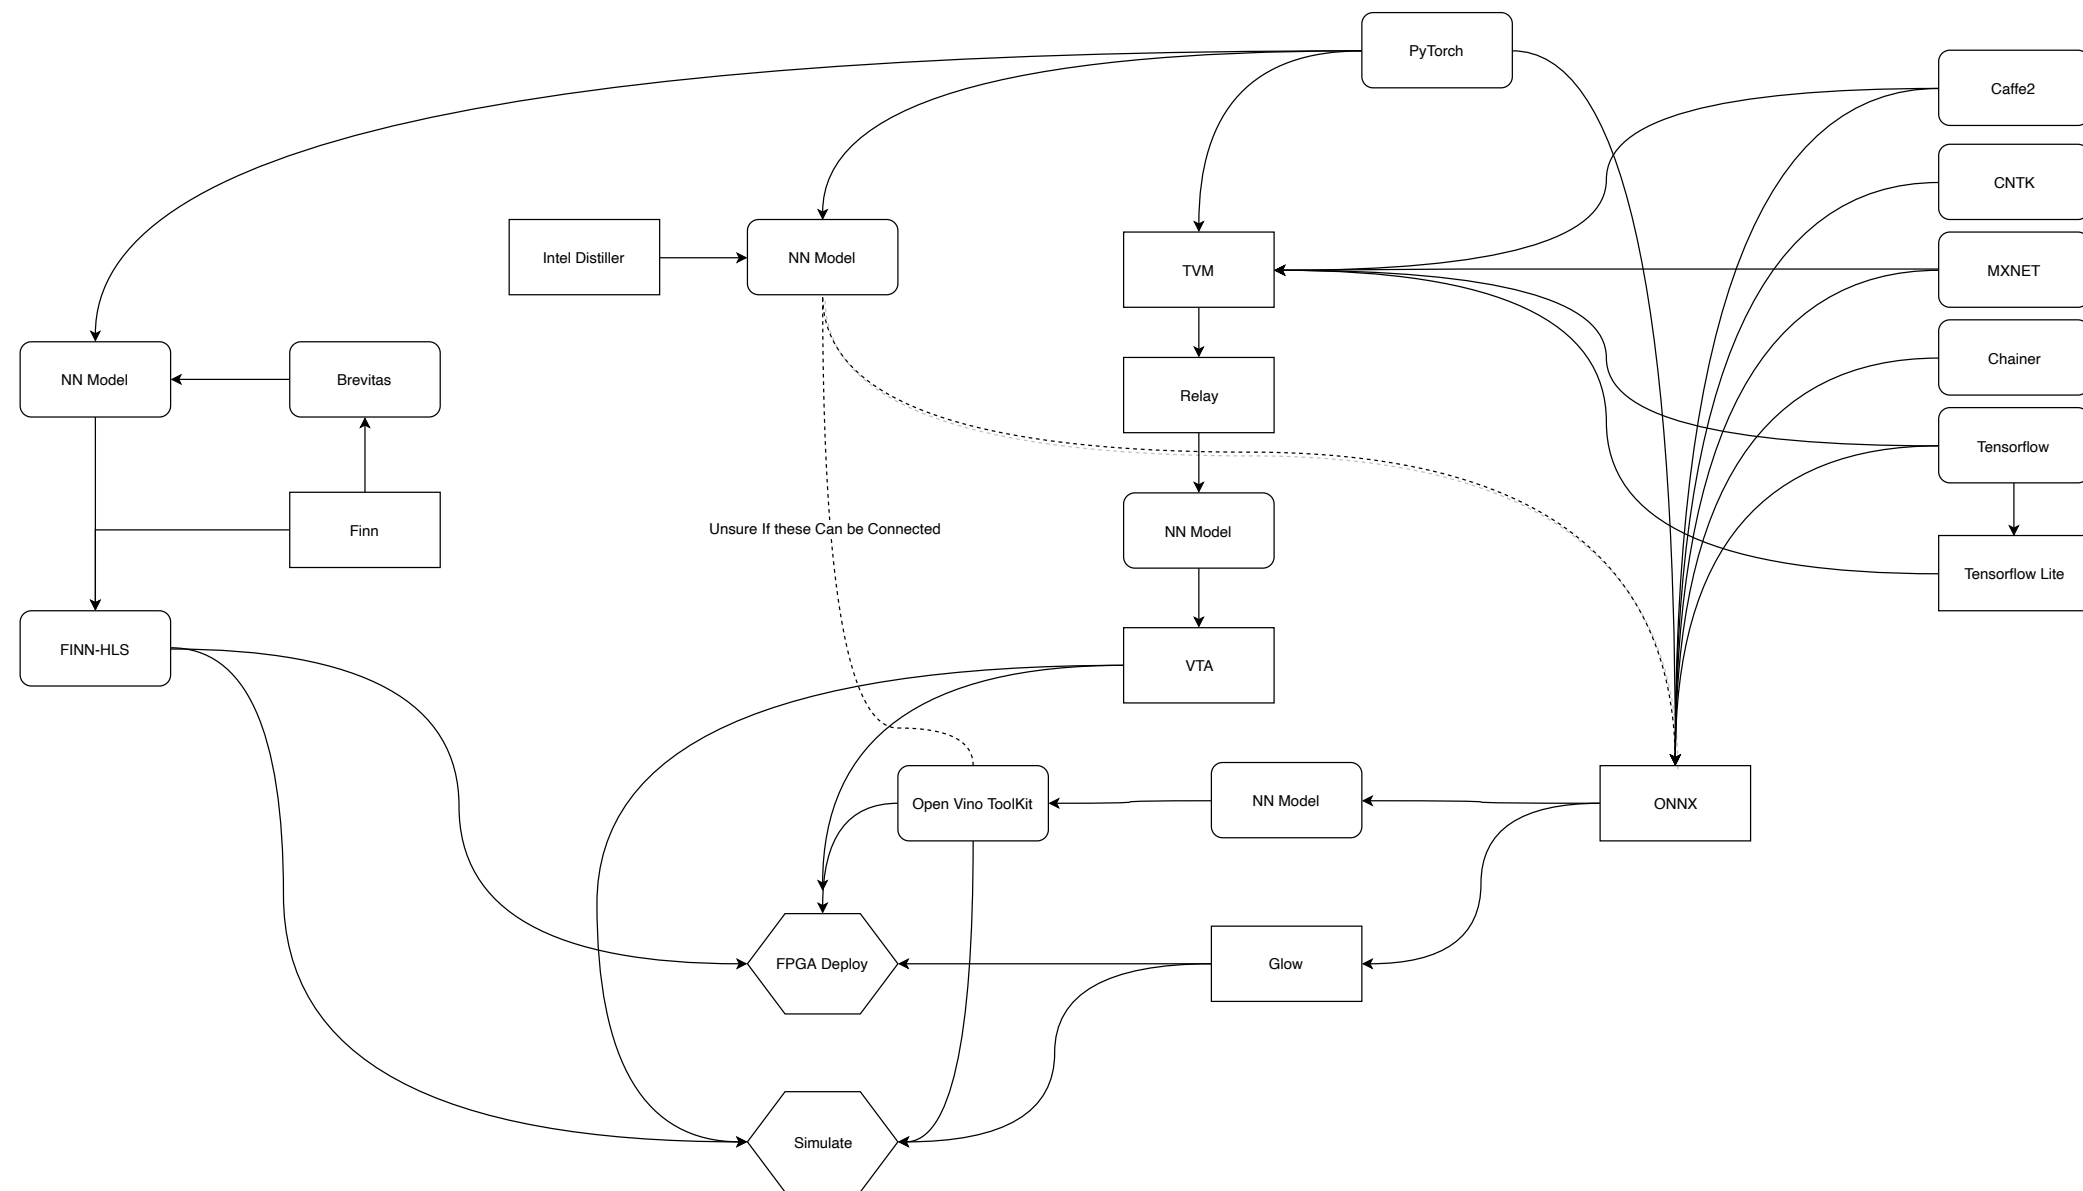 PyTorch
Caffe2
CNTK
Intel Distiller
NN Model
TVM
MXNET
Chainer
NN Model
Brevitas
Relay
Tensorflow
Finn
Unsure If these Can be Connected
NN Model
Tensorflow Lite
FINN-HLS
VTA
Open Vino ToolKit
NN Model
ONNX
FPGA Deploy
Glow
Simulate